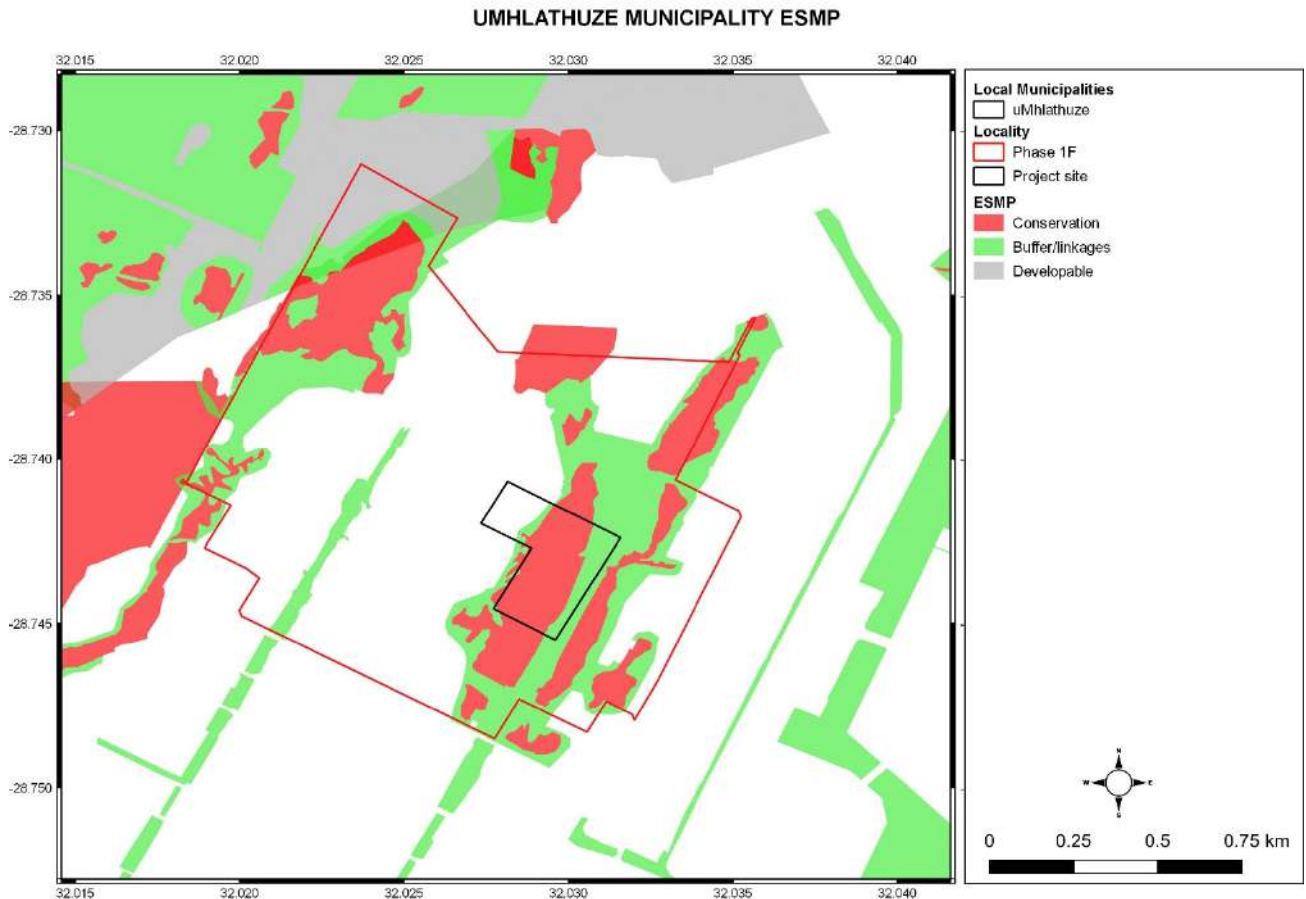 UMHLATHUZE MUNICIPALITY ESMP
32.015 32.020 32.025 32.030 32.035 32.040
-28.730
-28.735
-28.740
-28.745
-28.750
32.015 32.020 32.025 32.030 32.035 32.040
Local Municipalities
uMhlathuze
Locality
Phase 1F
Project site
ESMP
Conservation
Buffer/linkages
Developable
N
W E
S
0 0.25 0.5 0.75 km